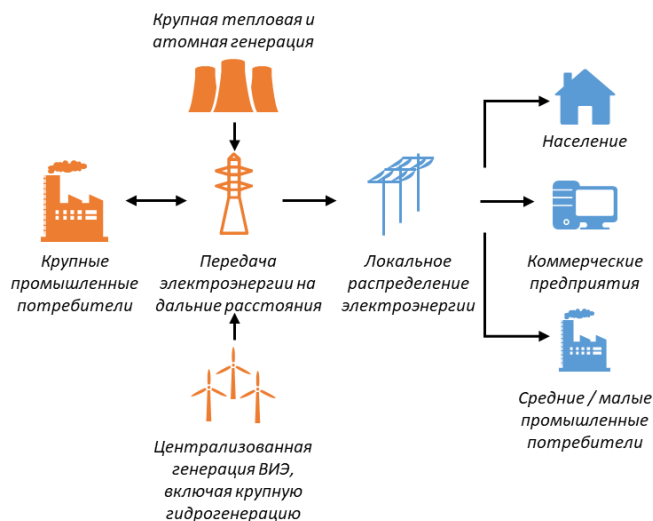 Крупная тепловая и
атомная генерация
Население
Крупные
промышленные
потребители
Передача
электроэнергии на
дальние расстояния
Локальное
распределение
электроэнергии
Коммерческие
предприятия
Средние / малые
промышленные
потребители
Централизованная
генерация ВИЭ,
включая крупную
гидрогенерацию